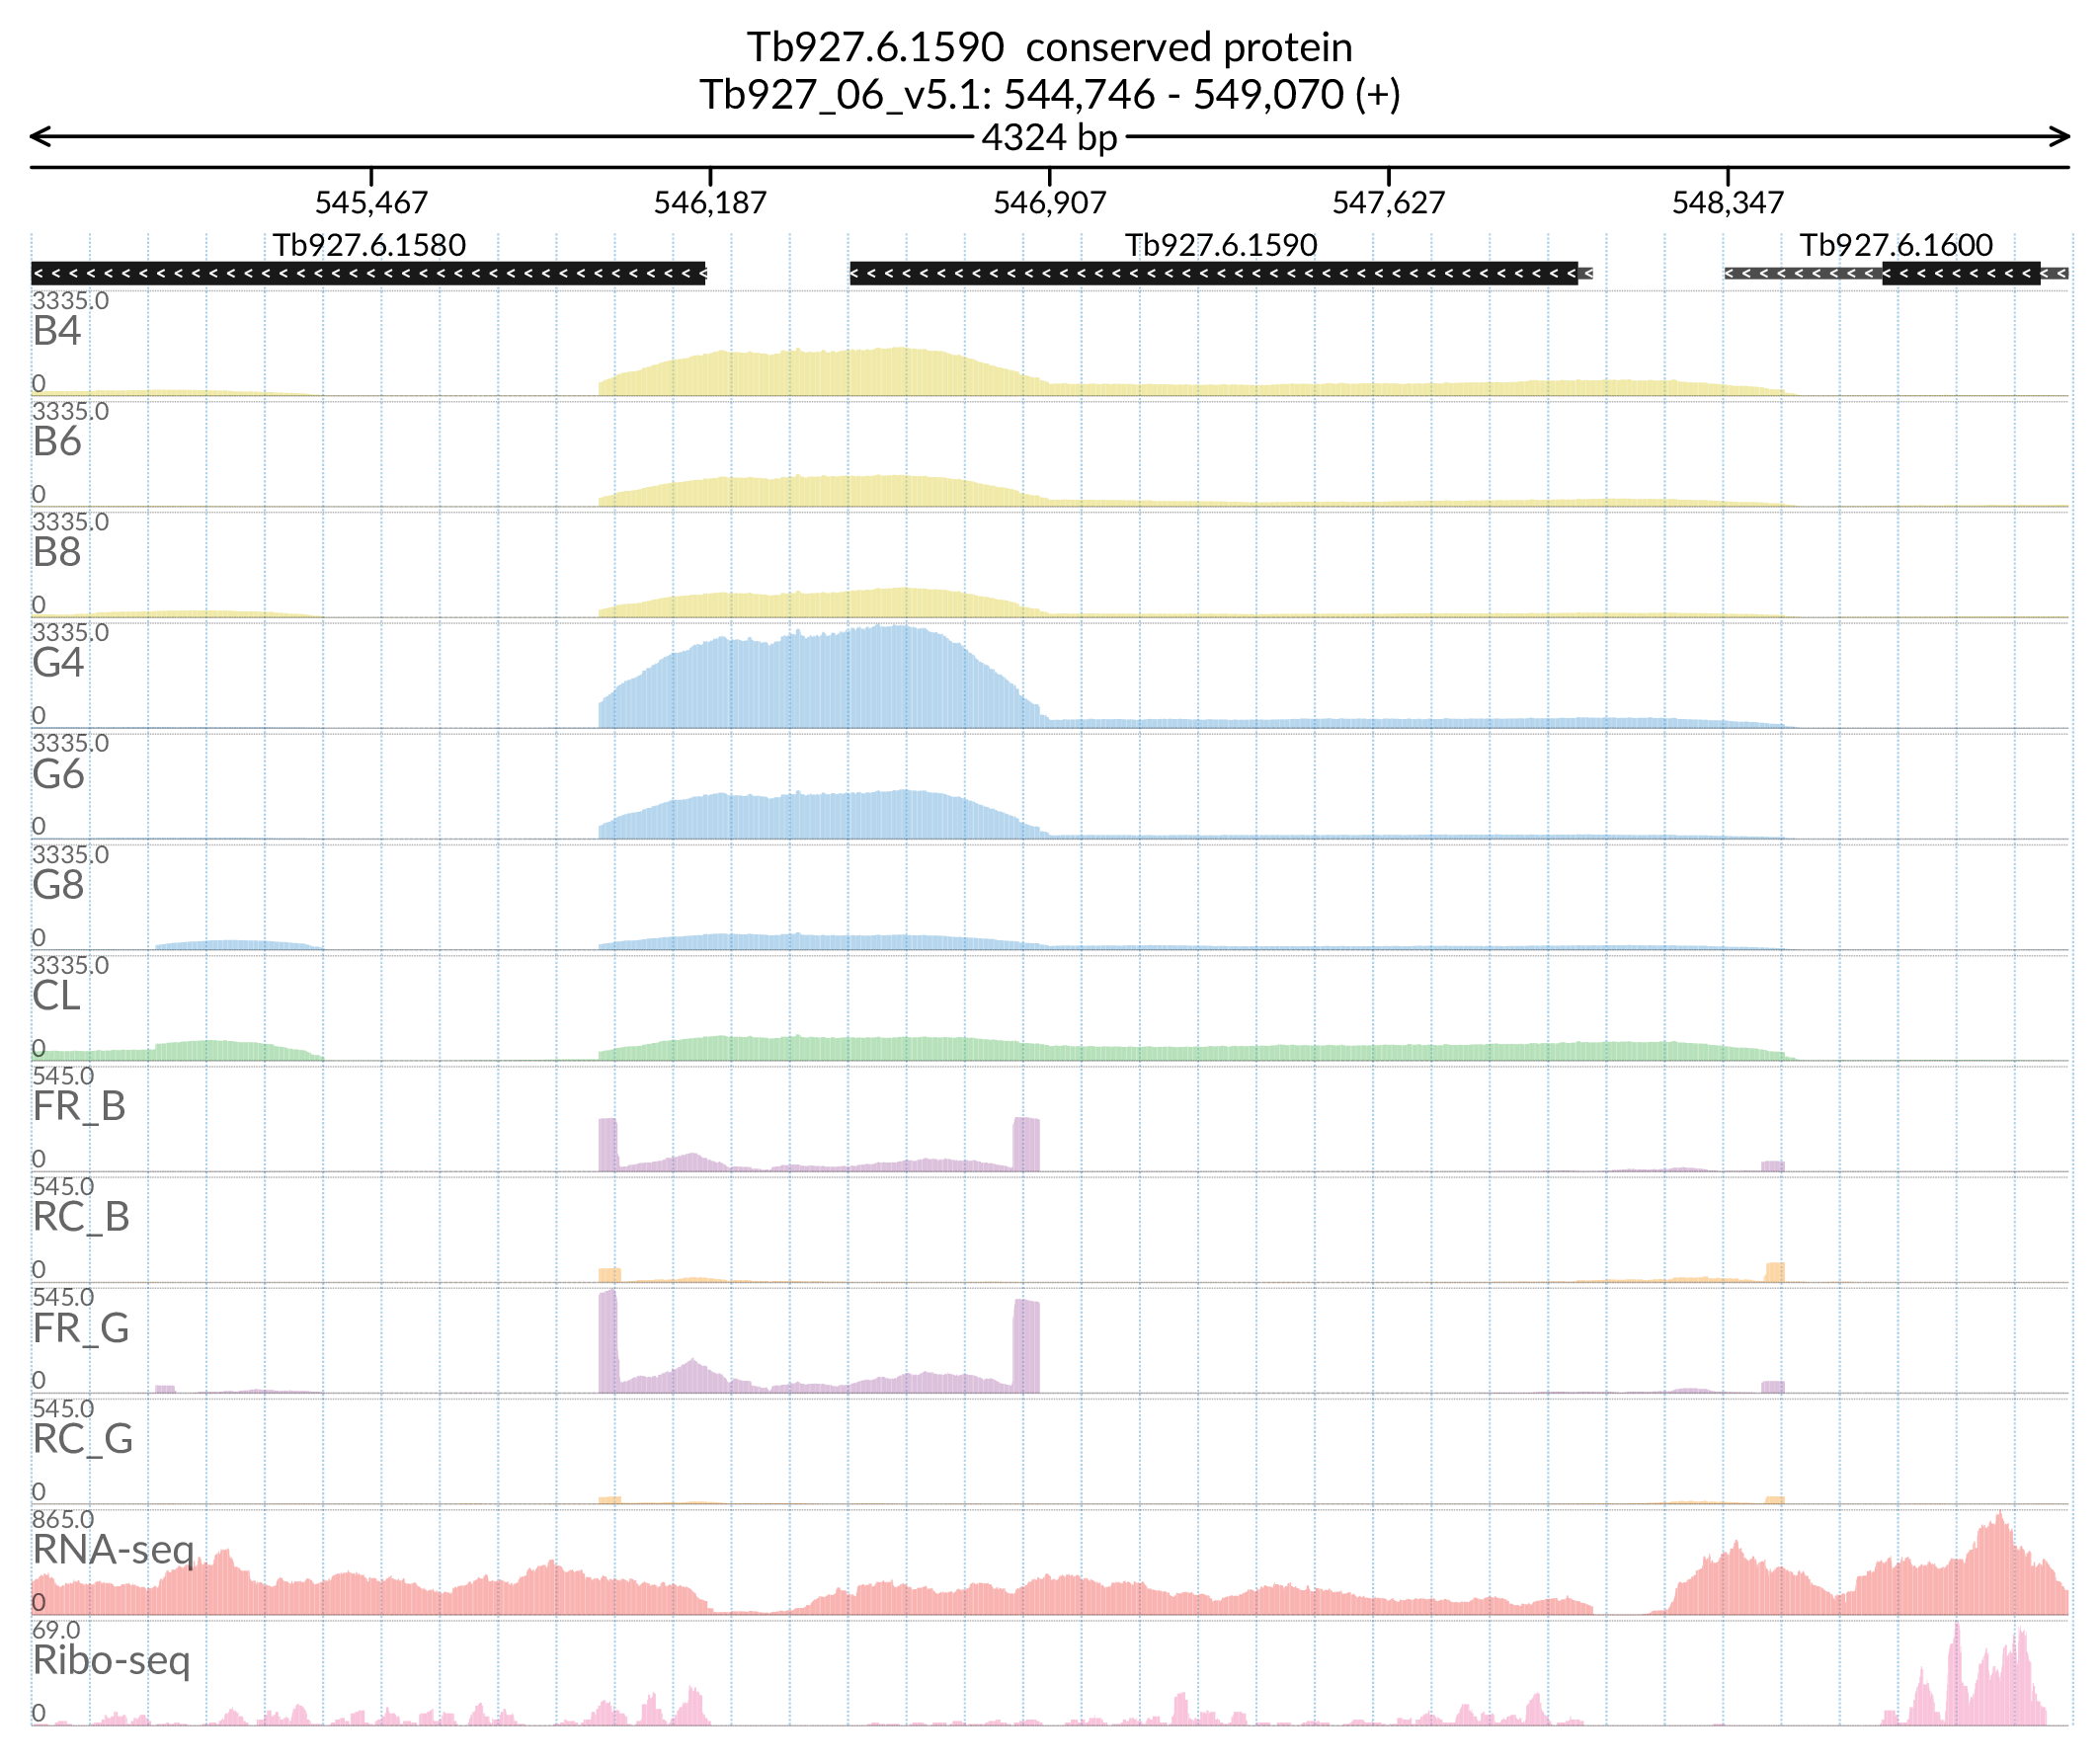 Tb927.6.1590 conserved protein
Tb927_06_v5.1: 544,746 - 549,070 (+)
4324 bp
545,467 546,187 546,907 547,627 548,347
Tb927.6.1580 Tb927.6.1590 Tb927.6.1600
3335.0
B4
0
3335.0
B6
0
3335.0
B8
0
3335.0
G4
0
3335.0
G6
0
3335.0
G8
0
3335.0
CL
0
545.0
FR_B
0
545.0
RC_B
0
545.0
FR_G
0
545.0
RC_G
0
865.0
RNA-seq
0
69.0
Ribo-seq
0